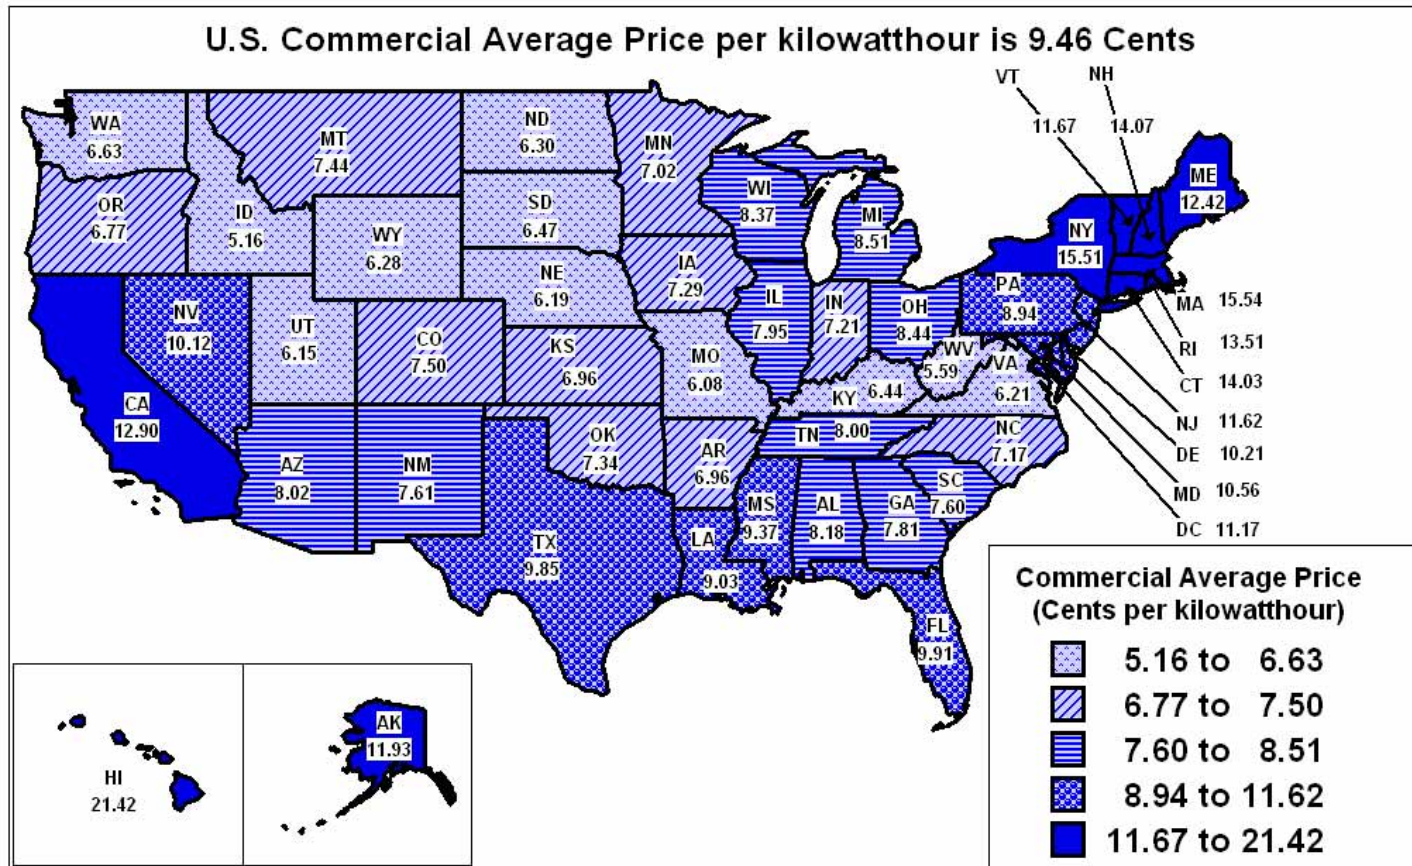 U.S. Commercial Average Price per kilowatthour is 9.46 Cents
VT
NH
11.67
14.07
WA
6.63
MT
7.44
ND
6.30
MN
7.02
OR
6.77
ID
5.16
WY
6.28
SD
6.47
WI
8.37
MI
8.51
ME
12.42
NY
15.51
NE
6.19
IA
7.29
IL
7.95
IN
7.21
OH
8.44
PA
8.94
MA 15.54
RI 13.51
CT 14.03
NJ 11.62
DE 10.21
MD 10.56
DC 11.17
NV
10.12
UT
6.15
CO
7.50
KS
6.96
MO
6.08
WV
5.59
VA
6.21
KY 6.44
CA
12.90
AZ
8.02
NM
7.61
OK
7.34
AR
6.96
TN 8.00
NC
7.17
SC
7.60
TX
9.85
LA
9.03
MS
9.37
AL
8.18
GA
7.81
FL
9.91
HI
21.42
AK
11.93
Commercial Average Price
(Cents per kilowatthour)
5.16 to 6.63
6.77 to 7.50
7.60 to 8.51
8.94 to 11.62
11.67 to 21.42